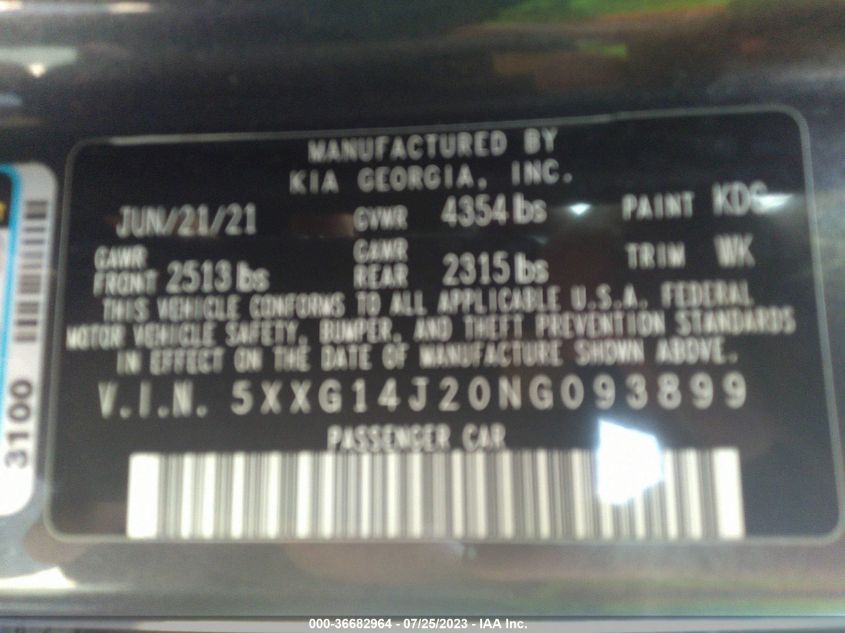 MANUFACTURED BY
KIA GEORGIA, INC.
JUN/21/21 GVWR 4354 lbs PAINT KDG
GAWR FRONT 2513 lbs GAWR REAR 2315 lbs TRIM WK
THIS VEHICLE CONFORMS TO ALL APPLICABLE U.S.A. FEDERAL
MOTOR VEHICLE SAFETY, BUMPER, AND THEFT PREVENTION STANDARDS
IN EFFECT ON THE DATE OF MANUFACTURE SHOWN ABOVE.
V.I.N. 5XXG14J20NG093899
PASSENGER CAR
3100
000-36682964 - 07/25/2023 - IAA Inc.